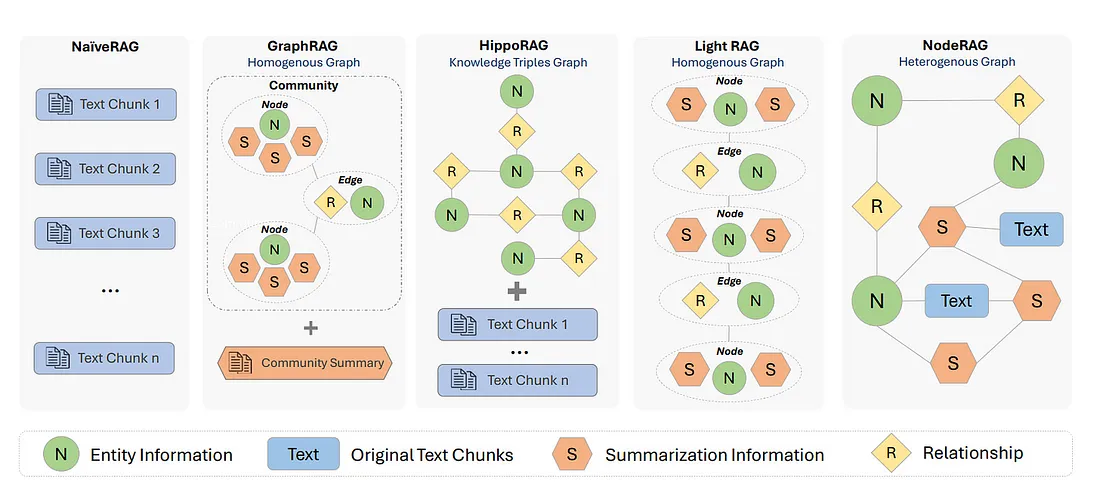 NaïveRAG
Text Chunk 1
Text Chunk 2
Text Chunk 3
...
Text Chunk n
GraphRAG
Homogenous Graph
Community
Node
N
S
S
S
Edge
R
N
Node
N
S
S
S
+
Community Summary
HippoRAG
Knowledge Triples Graph
N
R
R
N
R
N
R
N
N
R
+
Text Chunk 1
...
Text Chunk n
Light RAG
Homogenous Graph
Node
S
N
S
Edge
R
N
Node
S
N
S
Edge
R
N
Node
S
N
S
NodeRAG
Heterogenous Graph
N
R
N
R
S
Text
N
Text
S
S
N Entity Information
Text Original Text Chunks
S Summarization Information
R Relationship